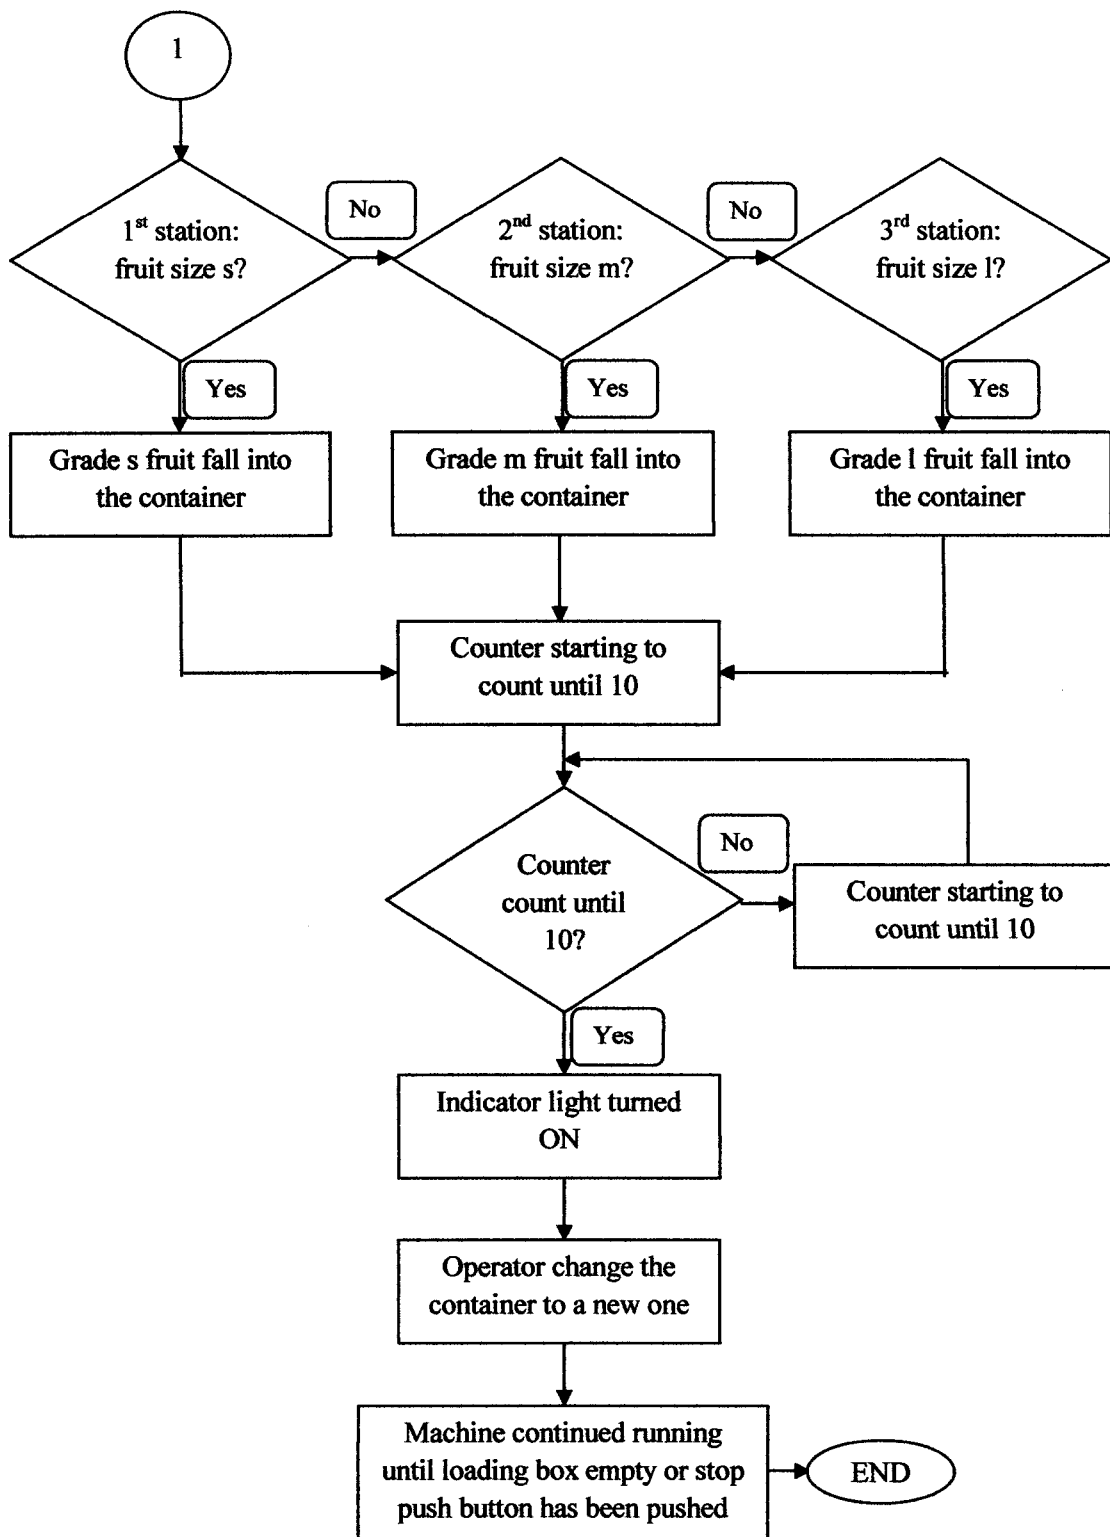 1
1st station:
fruit size s?
No
2nd station:
fruit size m?
No
3rd station:
fruit size l?
Yes
Yes
Yes
Grade s fruit fall into
the container
Grade m fruit fall into
the container
Grade l fruit fall into
the container
Counter starting to
count until 10
Counter
count until
10?
No
Counter starting to
count until 10
Yes
Indicator light turned
ON
Operator change the
container to a new one
Machine continued running
until loading box empty or stop
push button has been pushed
END